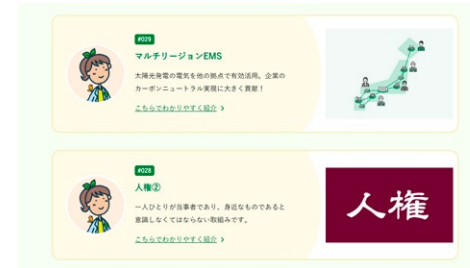 #029
マルチリージョンEMS
太陽光発電の電気を他の拠点で有効活用。企業の
カーボンニュートラル実現に大きく貢献！
こちらでわかりやすく紹介 ›
#028
人権②
一人ひとりが当事者であり、身近なものであると
意識しなくてはならない取組みです。
こちらでわかりやすく紹介 ›
人権